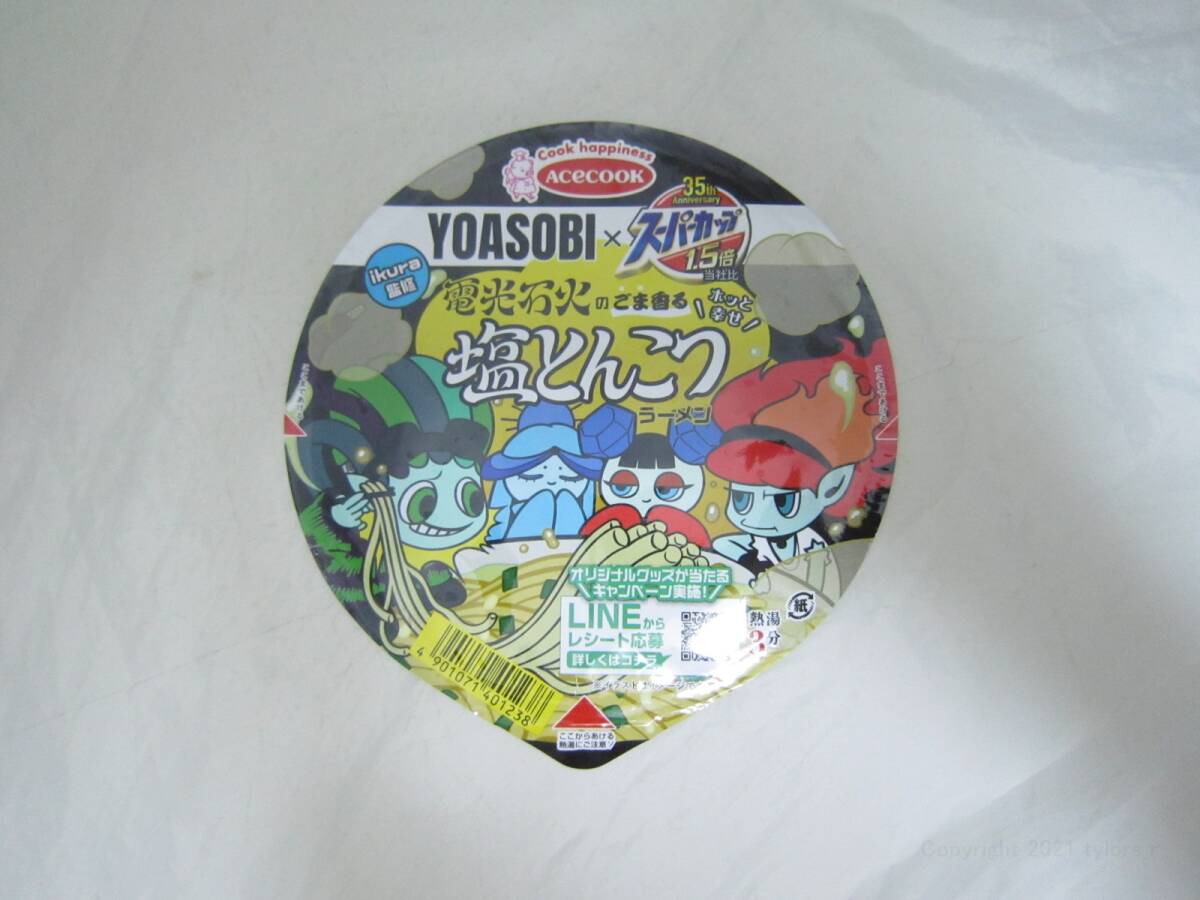 Cook happiness
ACECOOK
YOASOBI × スーパーカップ
35th
Anniversary
1.5倍
当社比
ikura
監修
電光石火のごま香る
ホッと
幸せ
塩とんこつ
ラーメン
オリジナルグッズが当たる
キャンペーン実施!
LINEから
レシート応募
詳しくはコチラ
熱湯
3分
紙
4 901071 401238
ここからあける
熱湯にご注意!
Copyright 2021 tylors r